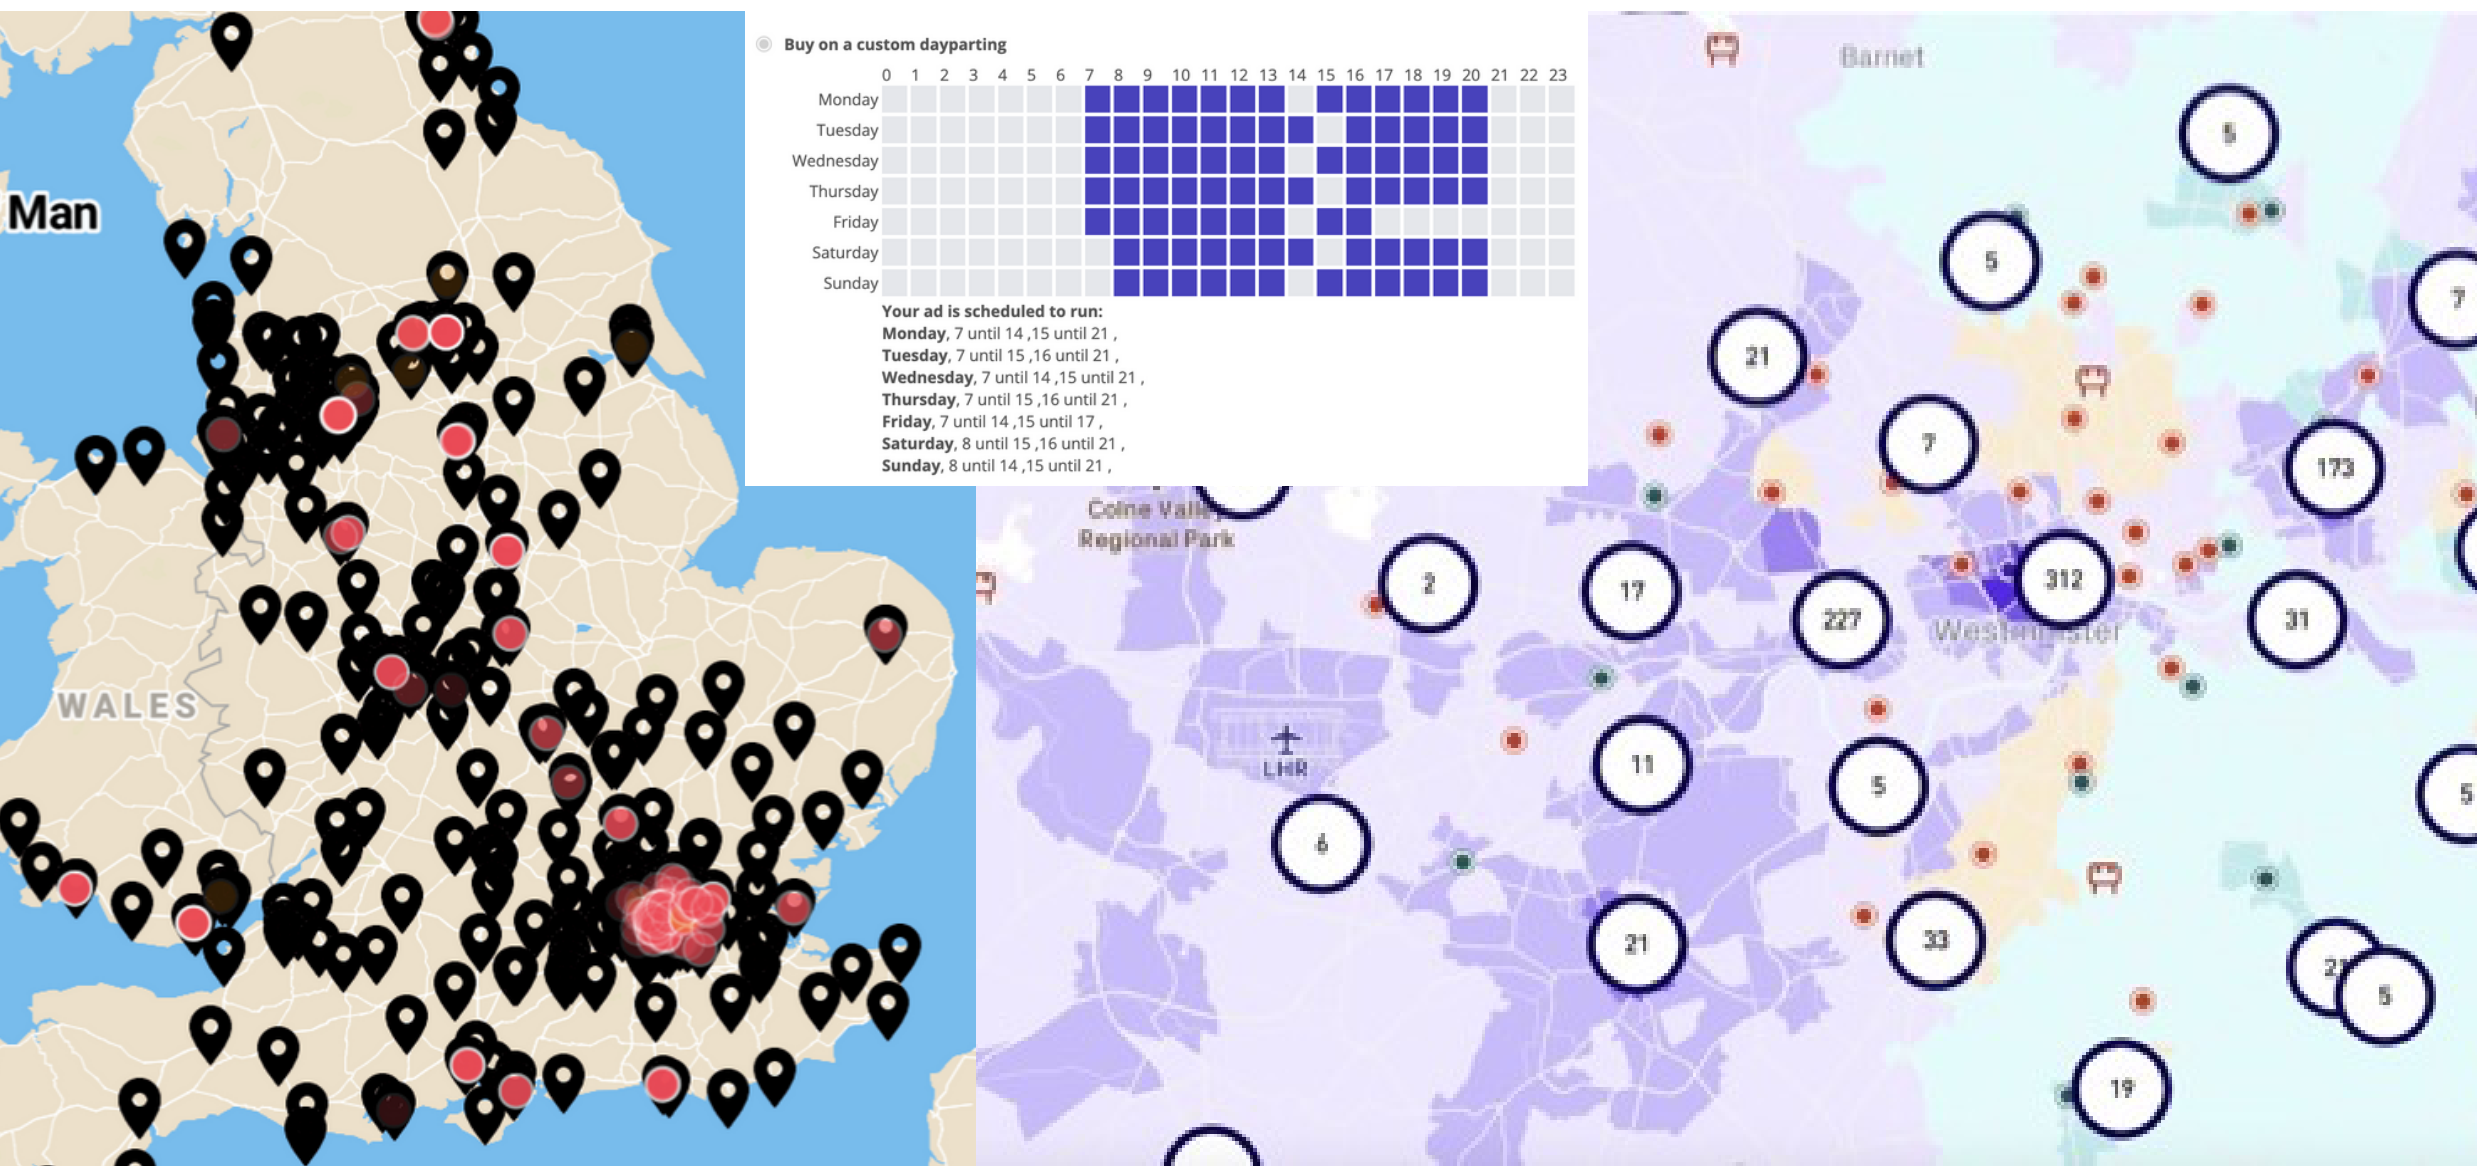 Man
WALES
Buy on a custom dayparting
0 1 2 3 4 5 6 7 8 9 10 11 12 13 14 15 16 17 18 19 20 21 22 23
Monday
Tuesday
Wednesday
Thursday
Friday
Saturday
Sunday
Your ad is scheduled to run:
Monday, 7 until 14 ,15 until 21 ,
Tuesday, 7 until 15 ,16 until 21 ,
Wednesday, 7 until 14 ,15 until 21 ,
Thursday, 7 until 15 ,16 until 21 ,
Friday, 7 until 14 ,15 until 17 ,
Saturday, 8 until 15 ,16 until 21 ,
Sunday, 8 until 14 ,15 until 21 ,
Barnet
5
5
7
21
7
173
Colne Valley
Regional Park
2
17
312
227
31
Westminster
LHR
11
5
5
6
21
33
5
19